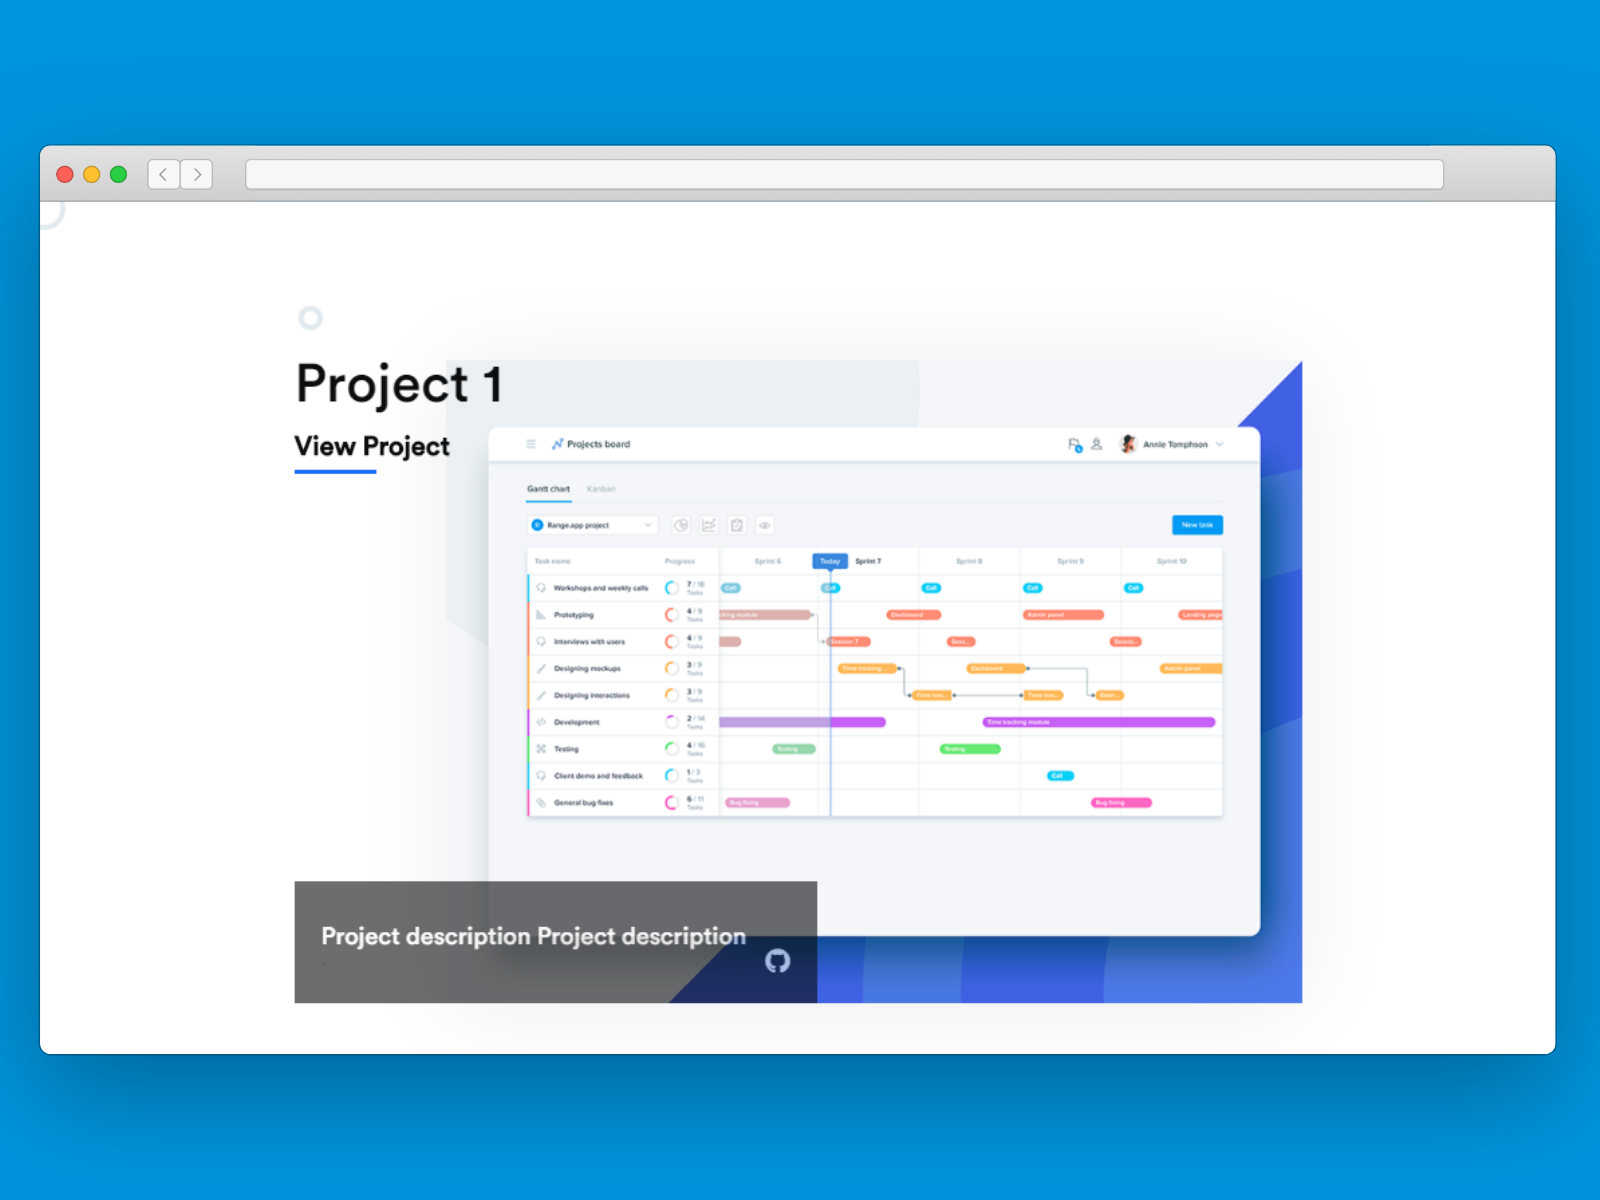 Project 1
View Project
Projects board
Annie Tomphson
Gantt chart Kanban
R Range.app project
New task
Task name Progress Sprint 6 Today Sprint 7 Sprint 8 Sprint 9 Sprint 10
Workshops and weekly calls 7 / 18 Tasks Call Call Call Call Call
Prototyping 4 / 9 Tasks cking module Dashboard Admin panel Landing page
Interviews with users 4 / 9 Tasks Session 7 Sess... Sessio...
Designing mockups 3 / 9 Tasks Time tracking... Dashboard Admin panel
Designing interactions 3 / 9 Tasks Time trac... Time trac... Dash...
Development 2 / 14 Tasks Time tracking module
Testing 4 / 16 Tasks Testing Testing
Client demo and feedback 1 / 3 Tasks Call
General bug fixes 6 / 11 Tasks Bug fixing Bug fixing
Project description Project description
.